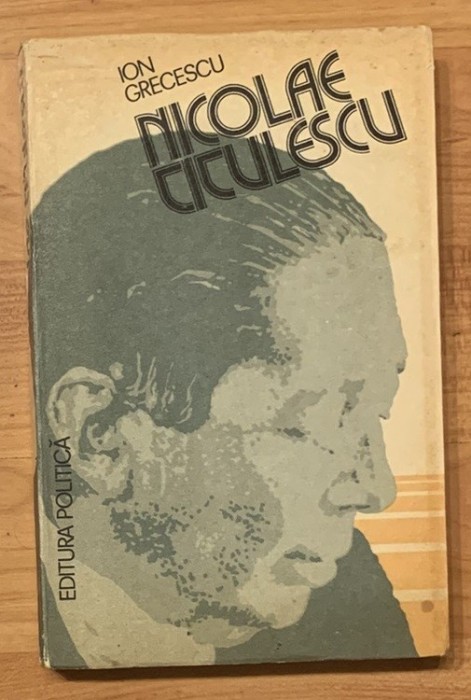 ION
GRECESCU
NICOLAE
TITULESCU
EDITURA POLITICĂ